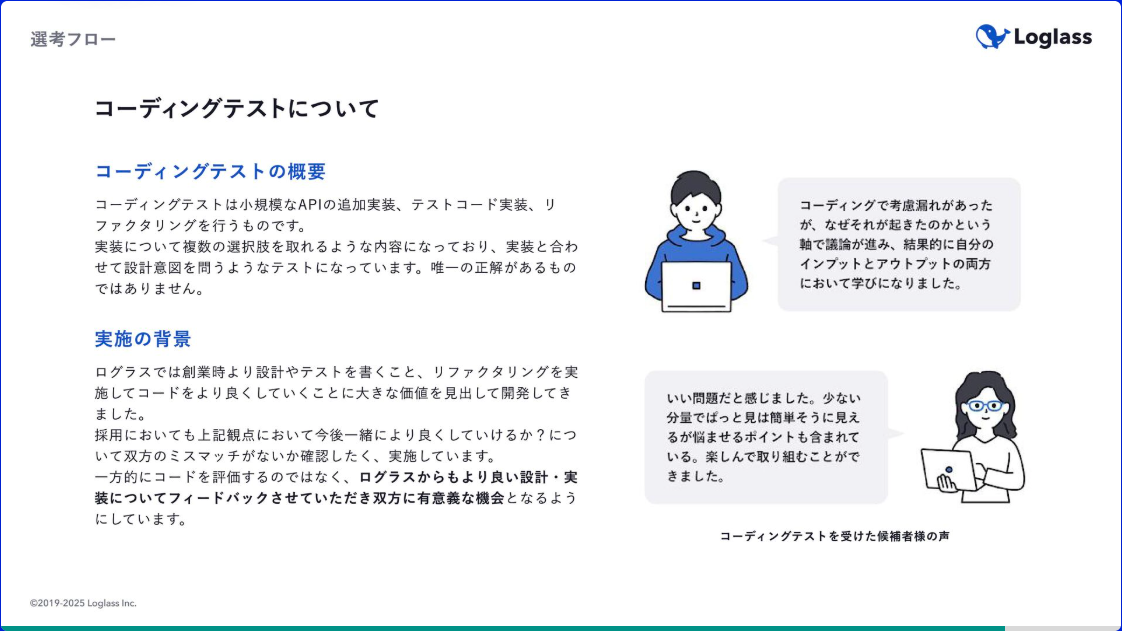 選考フロー
Loglass
コーディングテストについて
コーディングテストの概要
コーディングテストは小規模なAPIの追加実装、テストコード実装、リ
ファクタリングを行うものです。
実装について複数の選択肢を取れるような内容になっており、実装と合わ
せて設計意図を問うようなテストになっています。唯一の正解があるもの
ではありません。
実施の背景
ログラスでは創業時より設計やテストを書くこと、リファクタリングを実
施してコードをより良くしていくことに大きな価値を見出して開発してき
ました。
採用においても上記観点において今後一緒により良くしていけるか？につ
いて双方のミスマッチがないか確認したく、実施しています。
一方的にコードを評価するのではなく、ログラスからもより良い設計・実
装についてフィードバックさせていただき双方に有意義な機会となるよう
にしています。
コーディングで考慮漏れがあった
が、なぜそれが起きたのかという
軸で議論が進み、結果的に自分の
インプットとアウトプットの両方
において学びになりました。
いい問題だと感じました。少ない
分量でぱっと見は簡単そうに見え
るが悩ませるポイントも含まれて
いる。楽しんで取り組むことがで
きました。
コーディングテストを受けた候補者様の声
©2019-2025 Loglass Inc.